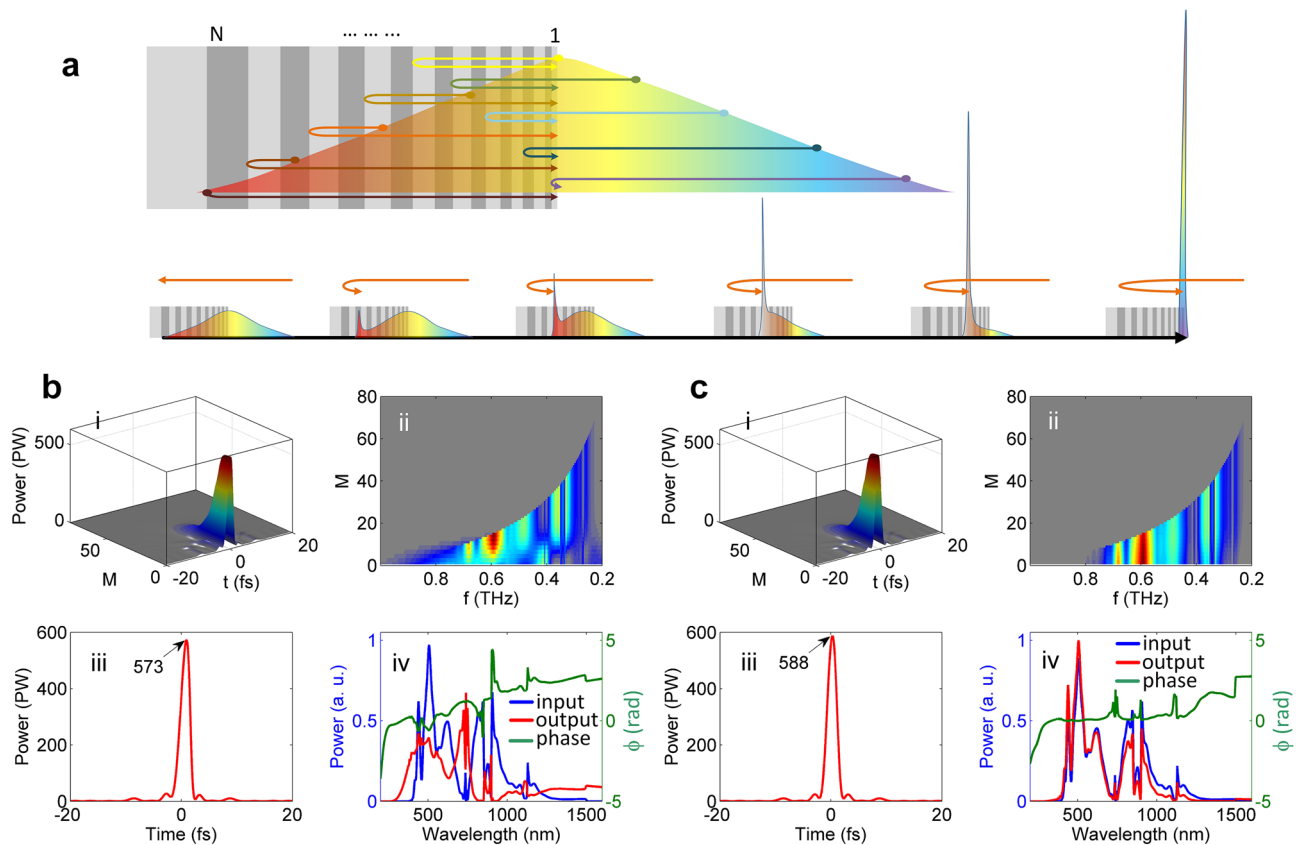 N ... ... ... 1
a
b
i
Power (PW)
500
0
50
0
M
-20
0
20
t (fs)
ii
M
80
60
40
20
0
0.8 0.6 0.4 0.2
f (THz)
c
i
Power (PW)
500
0
50
0
M
-20
0
20
t (fs)
ii
M
80
60
40
20
0
0.8 0.6 0.4 0.2
f (THz)
iii
573
Power (PW)
600
400
200
0
-20 0 20
Time (fs)
iv
input
output
phase
Power (a. u.)
1
0.5
0
5
0
-5
ϕ (rad)
500 1000 1500
Wavelength (nm)
iii
588
Power (PW)
600
400
200
0
-20 0 20
Time (fs)
iv
input
output
phase
Power (a. u.)
1
0.5
0
5
0
-5
ϕ (rad)
500 1000 1500
Wavelength (nm)